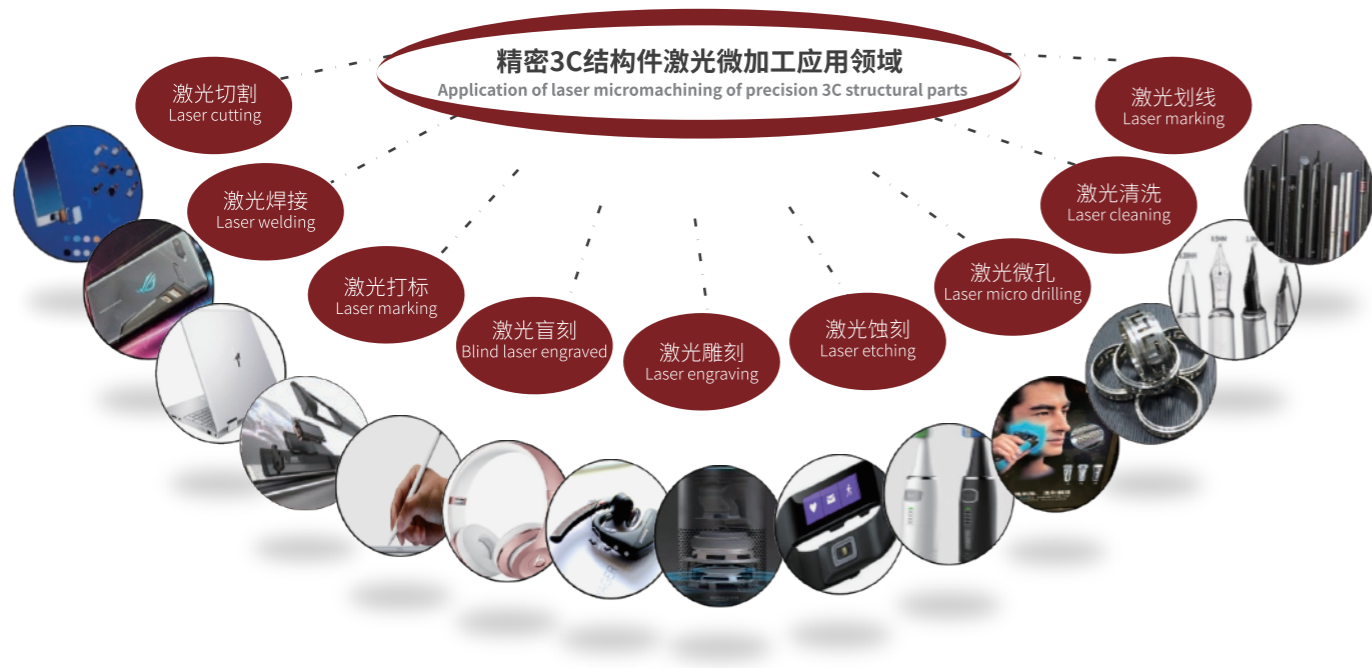 精密3C结构件激光微加工应用领域
Application of laser micromachining of precision 3C structural parts
激光切割
Laser cutting
激光焊接
Laser welding
激光打标
Laser marking
激光盲刻
Blind laser engraved
激光雕刻
Laser engraving
激光蚀刻
Laser etching
激光微孔
Laser micro drilling
激光清洗
Laser cleaning
激光划线
Laser marking